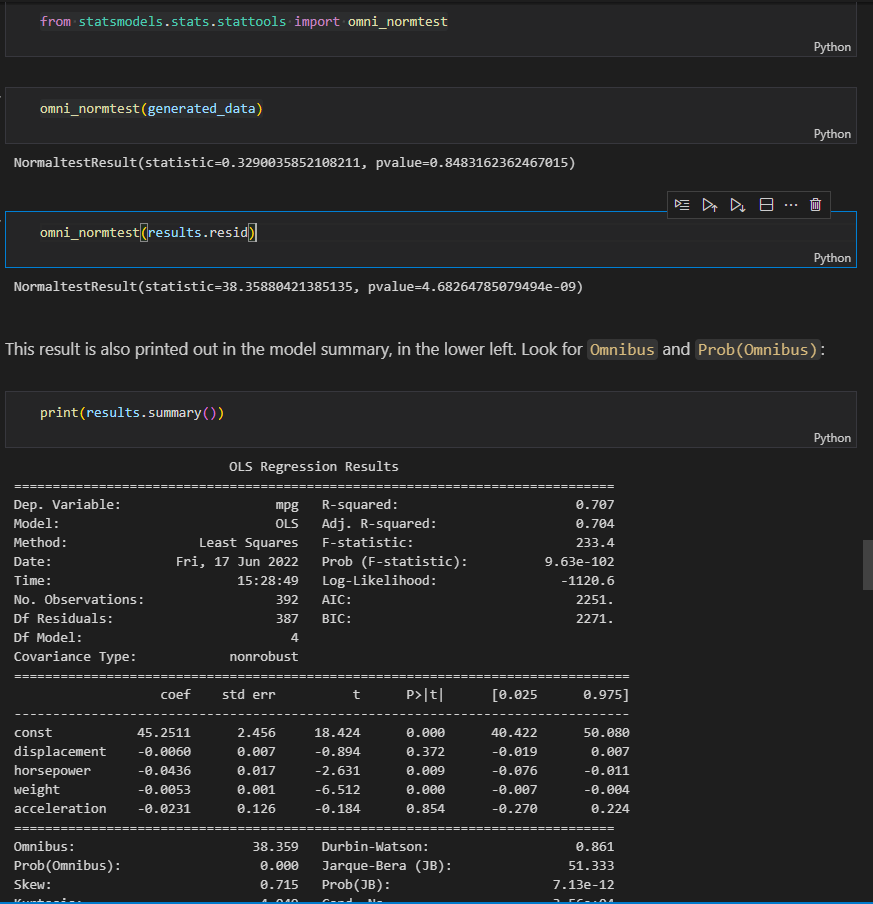 from statsmodels.stats.stattools import omni_normtest
Python
omni_normtest(generated_data)
Python
NormaltestResult(statistic=0.3290035852108211, pvalue=0.8483162362467015)
omni_normtest(results.resid)
Python
NormaltestResult(statistic=38.35880421385135, pvalue=4.68264785079494e-09)
This result is also printed out in the model summary, in the lower left. Look for Omnibus and Prob(Omnibus):
print(results.summary())
Python
OLS Regression Results
==============================================================================
Dep. Variable: mpg R-squared: 0.707
Model: OLS Adj. R-squared: 0.704
Method: Least Squares F-statistic: 233.4
Date: Fri, 17 Jun 2022 Prob (F-statistic): 9.63e-102
Time: 15:28:49 Log-Likelihood: -1120.6
No. Observations: 392 AIC: 2251.
Df Residuals: 387 BIC: 2271.
Df Model: 4
Covariance Type: nonrobust
================================================================================
coef std err t P>|t| [0.025 0.975]
--------------------------------------------------------------------------------
const 45.2511 2.456 18.424 0.000 40.422 50.080
displacement -0.0060 0.007 -0.894 0.372 -0.019 0.007
horsepower -0.0436 0.017 -2.631 0.009 -0.076 -0.011
weight -0.0053 0.001 -6.512 0.000 -0.007 -0.004
acceleration -0.0231 0.126 -0.184 0.854 -0.270 0.224
==============================================================================
Omnibus: 38.359 Durbin-Watson: 0.861
Prob(Omnibus): 0.000 Jarque-Bera (JB): 51.333
Skew: 0.715 Prob(JB): 7.13e-12